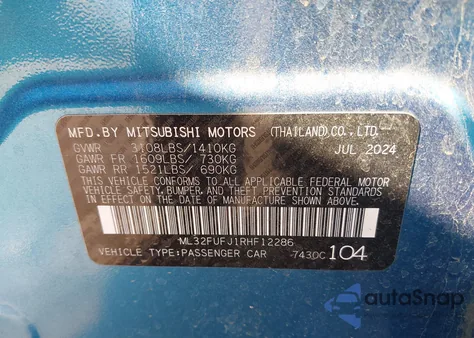 MFD.BY MITSUBISHI MOTORS (THAILAND)CO., LTD.
GVWR 3108LBS/1410KG JUL 2024
GAWR FR 1609LBS/ 730KG
GAWR RR 1521LBS/ 690KG
THIS VEHICLE CONFORMS TO ALL APPLICABLE FEDERAL MOTOR
VEHICLE SAFETY, BUMPER, AND THEFT PREVENTION STANDARDS
IN EFFECT ON THE DATE OF MANUFACTURE SHOWN ABOVE.
ML32FUFJ1RHF12286
VEHICLE TYPE:PASSENGER CAR 743DC 104
autoSnap